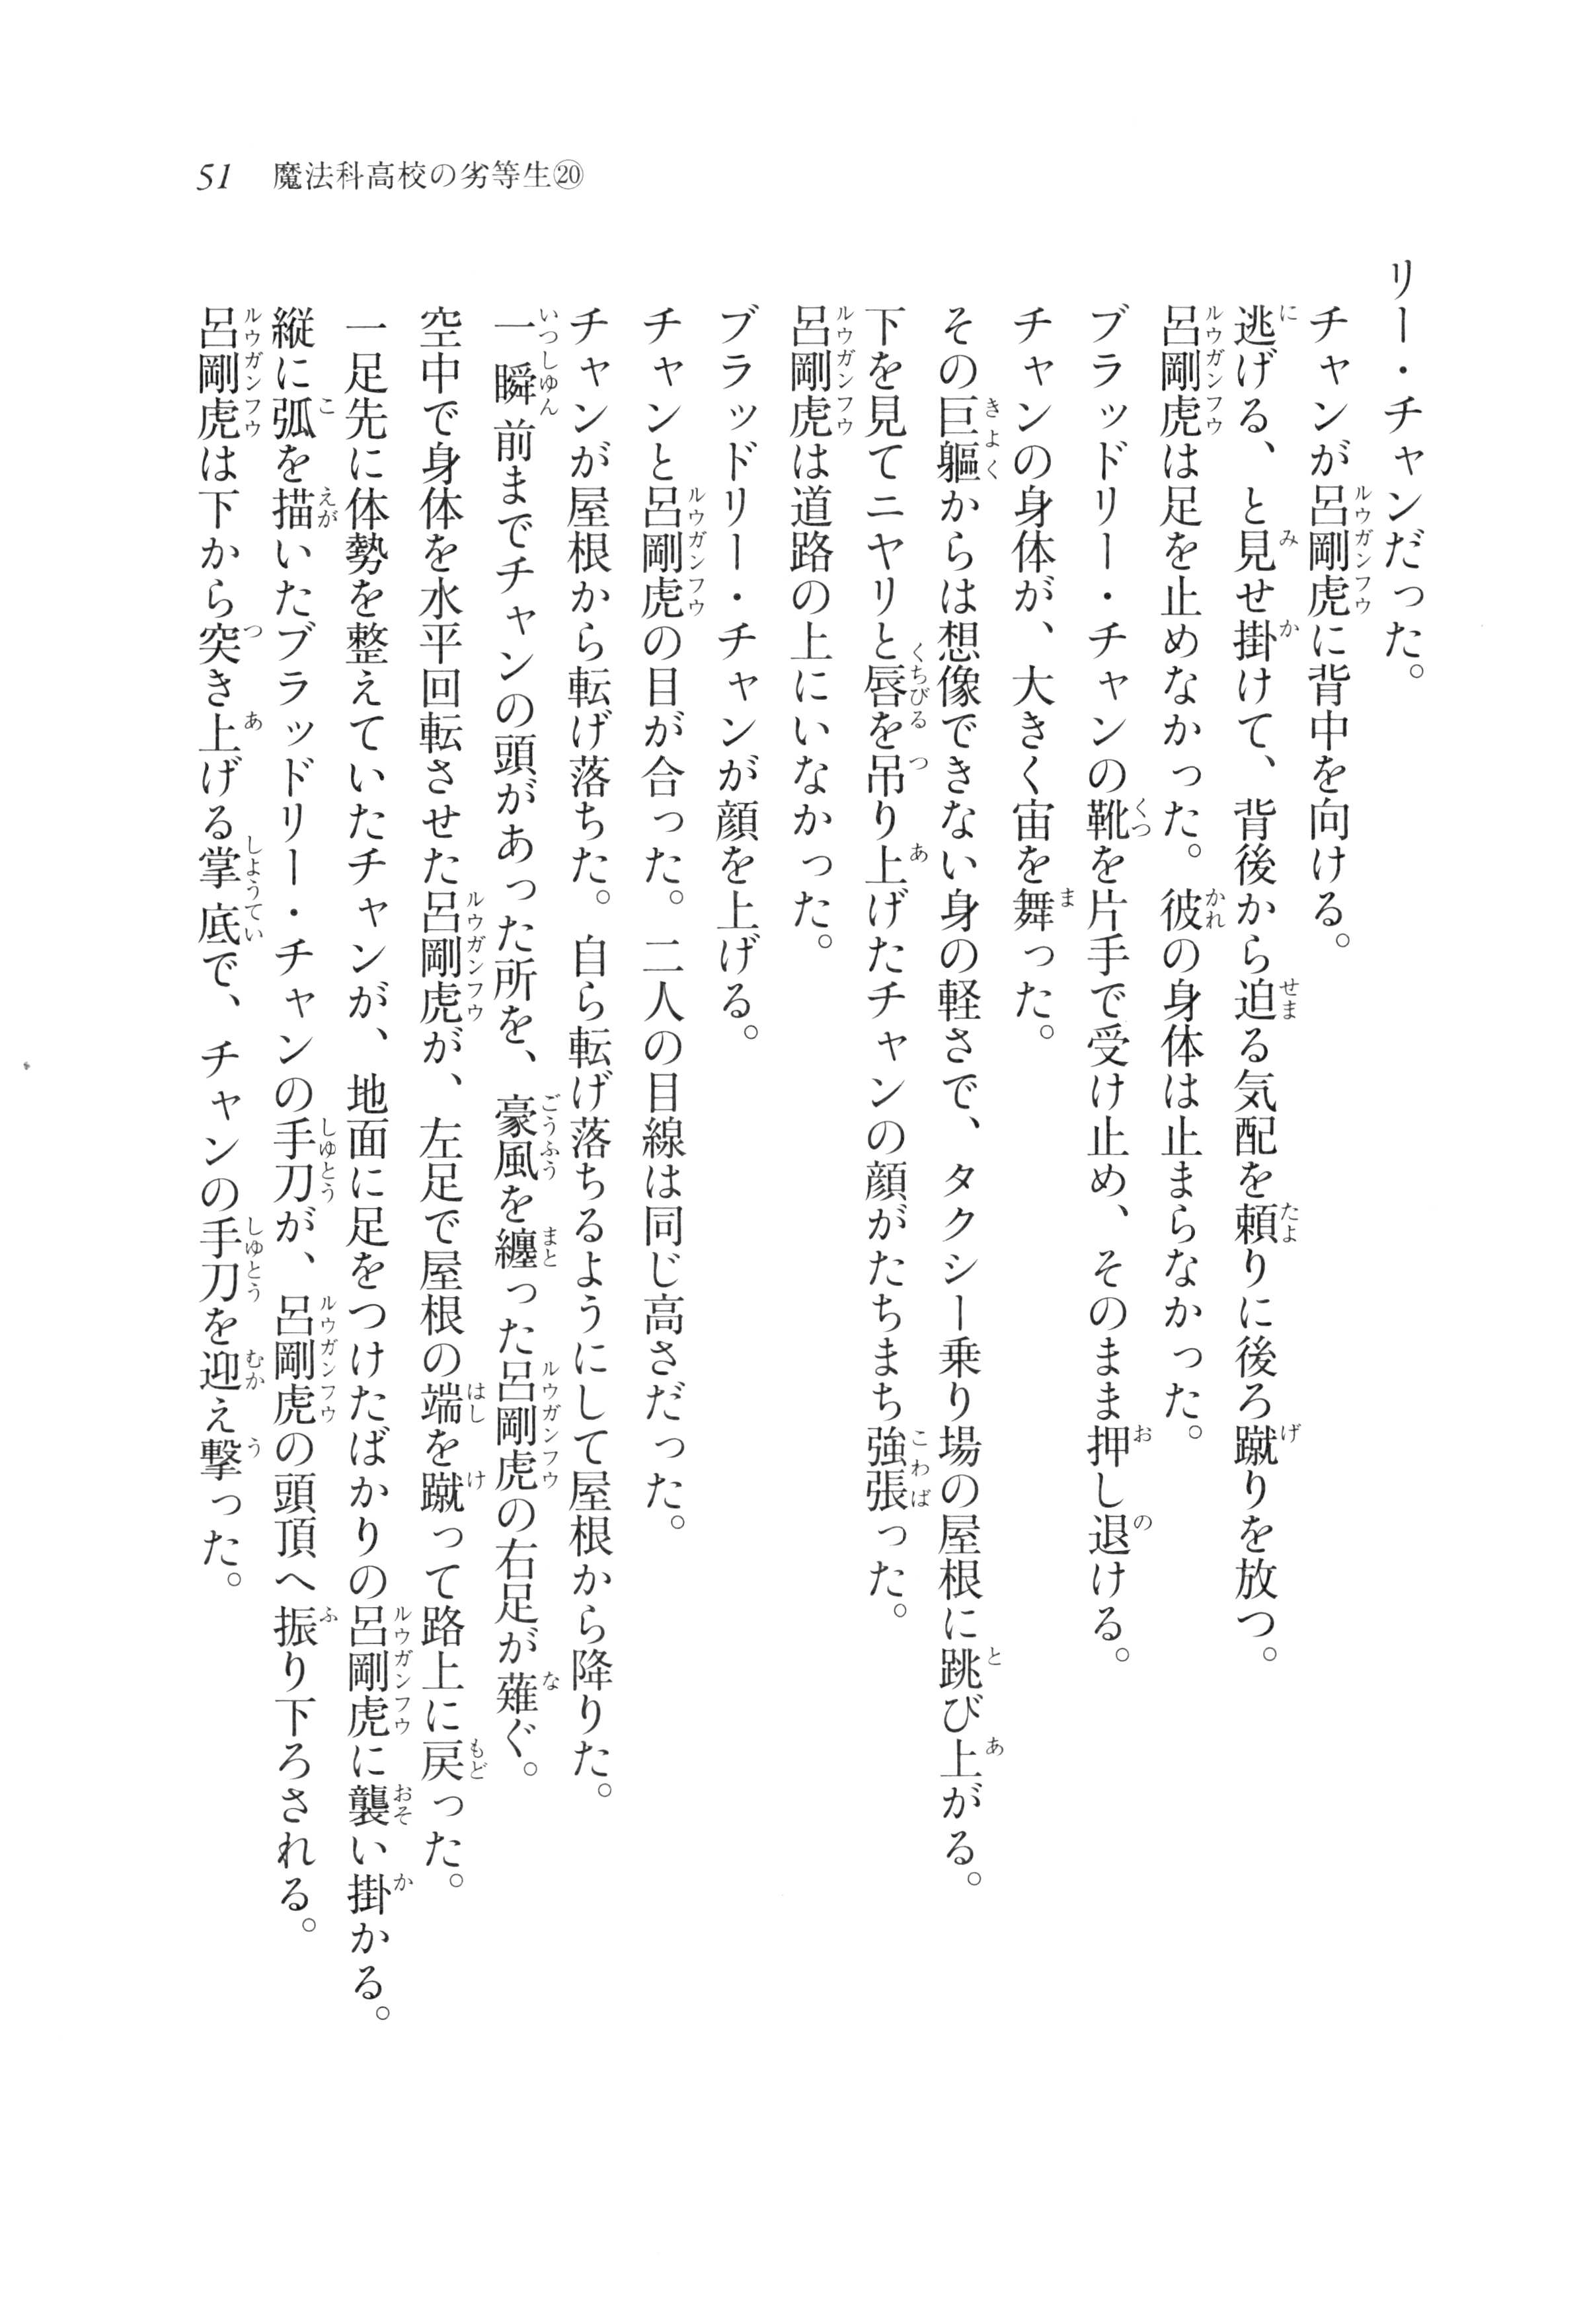 51 魔法科高校の劣等生⑳
リー・チャンだった。
チャンが呂剛虎に背中を向ける。
逃げる、と見せ掛けて、背後から迫る気配を頼りに後ろ蹴りを放つ。
呂剛虎は足を止めなかった。彼の身体は止まらなかった。
ブラッドリー・チャンの靴を片手で受け止め、そのまま押し退ける。
チャンの身体が、大きく宙を舞った。
その巨軀からは想像できない身の軽さで、タクシー乗り場の屋根に跳び上がる。
下を見てニヤリと唇を吊り上げたチャンの顔がたちまち強張った。
呂剛虎は道路の上にいなかった。
ブラッドリー・チャンが顔を上げる。
チャンと呂剛虎の目が合った。二人の目線は同じ高さだった。
チャンが屋根から転げ落ちた。自ら転げ落ちるようにして屋根から降りた。
一瞬前までチャンの頭があった所を、豪風を纏った呂剛虎の右足が薙ぐ。
空中で身体を水平回転させた呂剛虎が、左足で屋根の端を蹴って路上に戻った。
一足先に体勢を整えていたチャンが、地面に足をつけたばかりの呂剛虎に襲い掛かる。
縦に弧を描いたブラッドリー・チャンの手刀が、呂剛虎の頭頂へ振り下ろされる。
呂剛虎は下から突き上げる掌底で、チャンの手刀を迎え撃った。